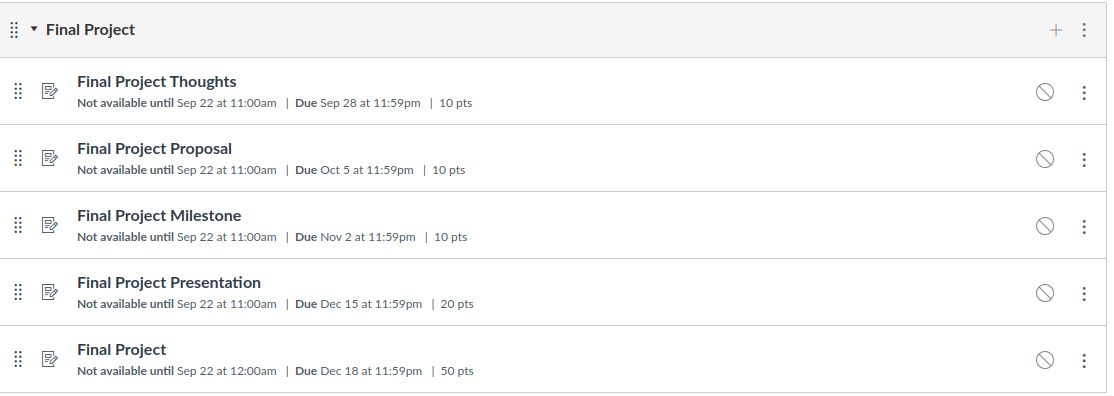 Final Project
Final Project Thoughts
Not available until Sep 22 at 11:00am | Due Sep 28 at 11:59pm | 10 pts
Final Project Proposal
Not available until Sep 22 at 11:00am | Due Oct 5 at 11:59pm | 10 pts
Final Project Milestone
Not available until Sep 22 at 11:00am | Due Nov 2 at 11:59pm | 10 pts
Final Project Presentation
Not available until Sep 22 at 11:00am | Due Dec 15 at 11:59pm | 20 pts
Final Project
Not available until Sep 22 at 12:00am | Due Dec 18 at 11:59pm | 50 pts